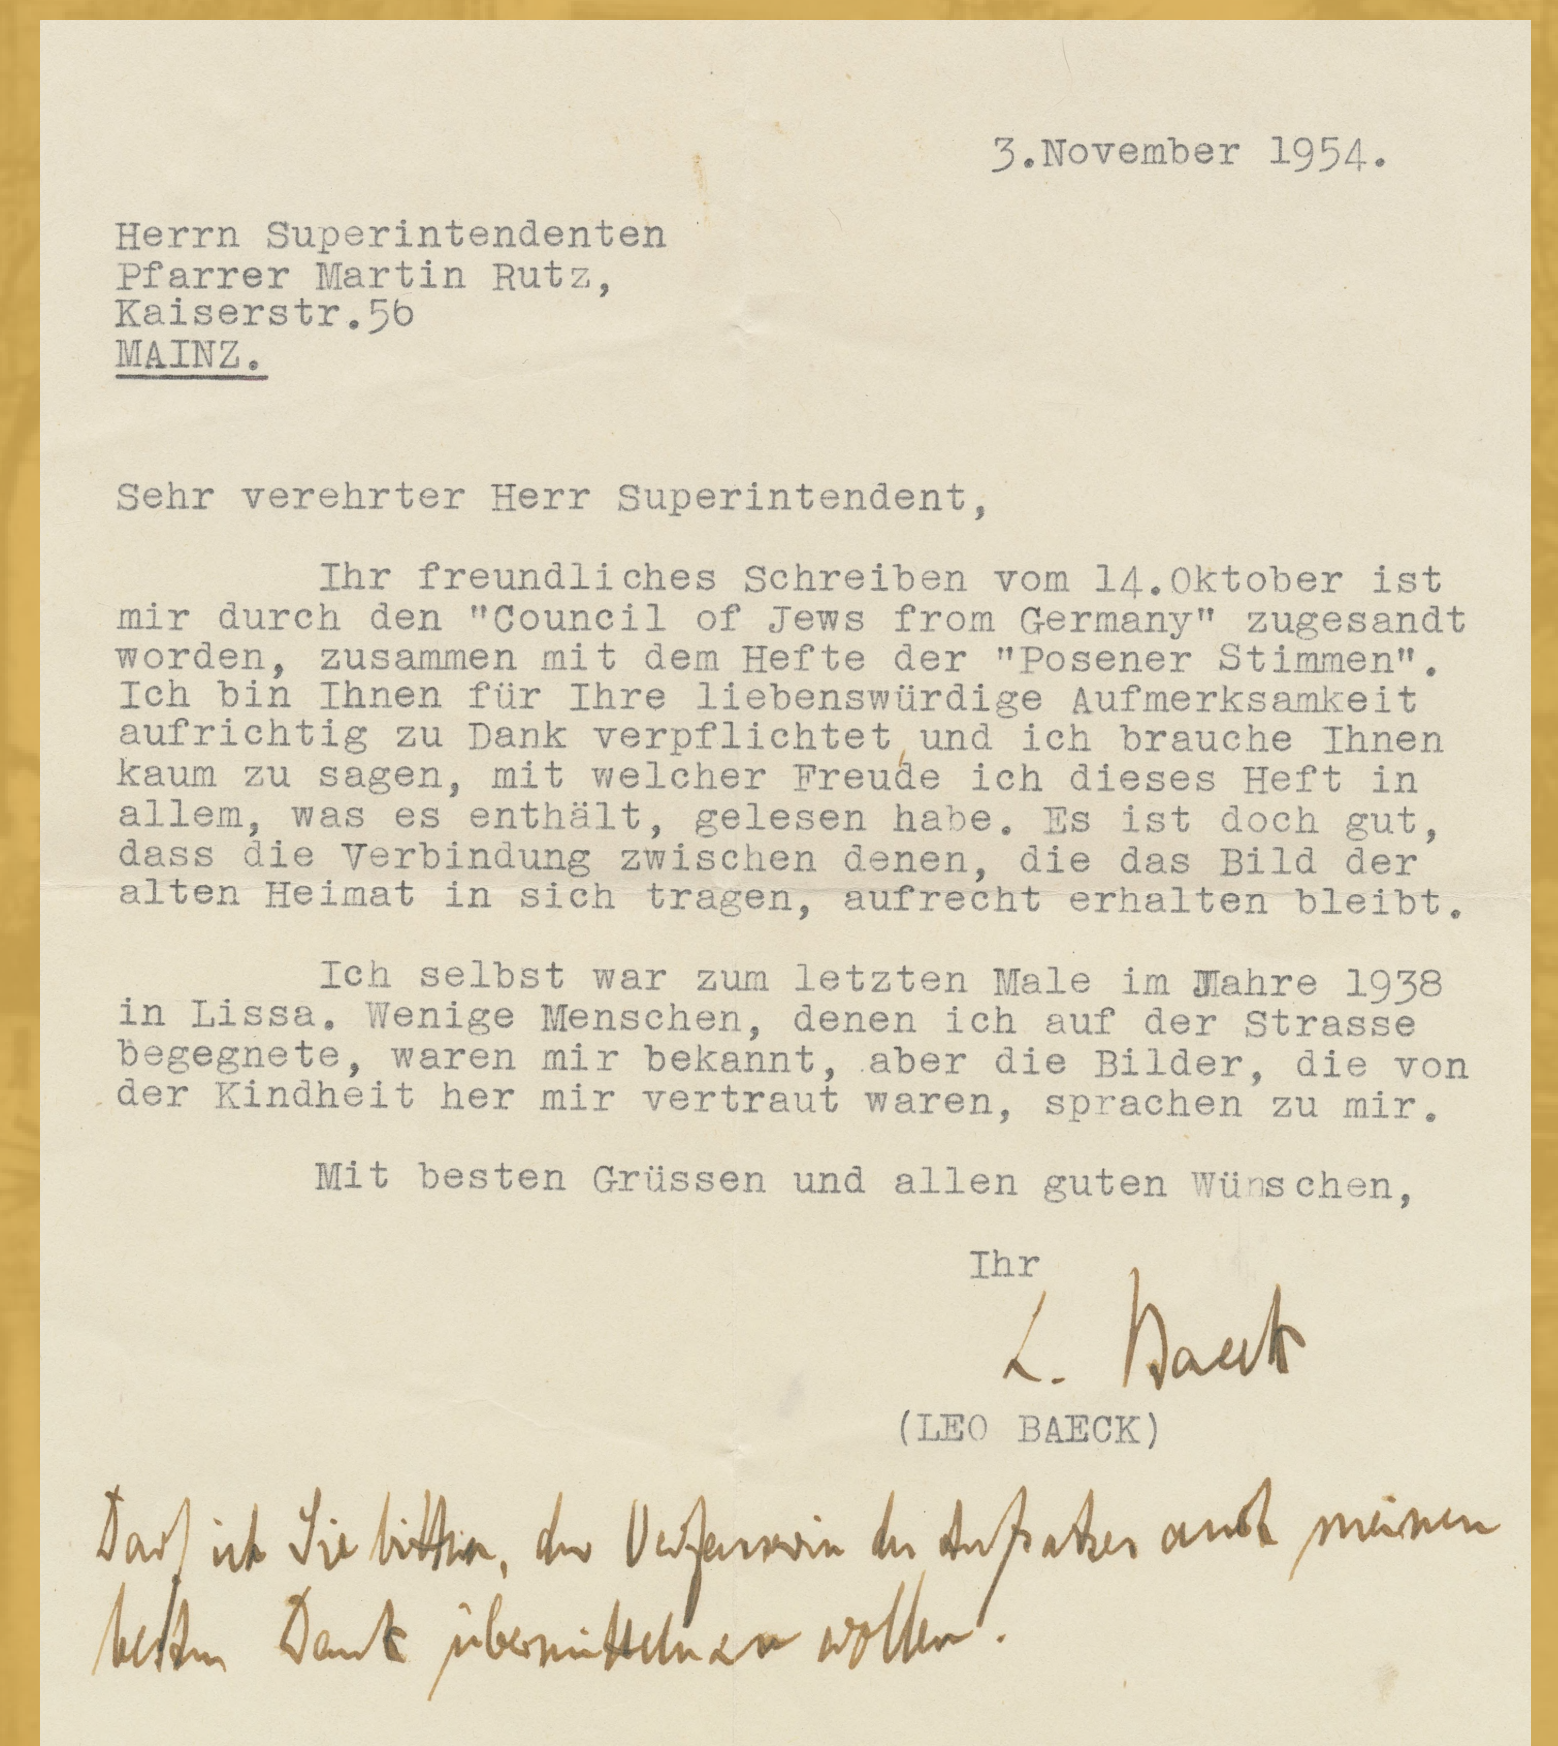 3.November 1954.
Herrn Superintendenten
Pfarrer Martin Rutz,
Kaiserstr.56
MAINZ.
Sehr verehrter Herr Superintendent,
Ihr freundliches Schreiben vom 14.Oktober ist
mir durch den "Council of Jews from Germany" zugesandt
worden, zusammen mit dem Hefte der "Posener Stimmen".
Ich bin Ihnen für Ihre liebenswürdige Aufmerksamkeit
aufrichtig zu Dank verpflichtet, und ich brauche Ihnen
kaum zu sagen, mit welcher Freude ich dieses Heft in
allem, was es enthält, gelesen habe. Es ist doch gut,
dass die Verbindung zwischen denen, die das Bild der
alten Heimat in sich tragen, aufrecht erhalten bleibt.
Ich selbst war zum letzten Male im Jahre 1938
in Lissa. Wenige Menschen, denen ich auf der Strasse
begegnete, waren mir bekannt, aber die Bilder, die von
der Kindheit her mir vertraut waren, sprachen zu mir.
Mit besten Grüssen und allen guten Wünschen,
Ihr
L. Baeck
(LEO BAECK)
Darf ich Sie bitten, der Verfasserin des Aufsatzes auch meinen
besten Dank übermitteln zu wollen.